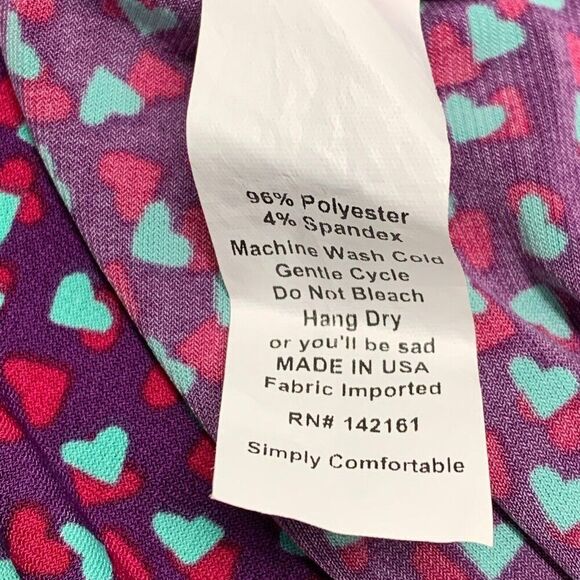 96% Polyester
4% Spandex
Machine Wash Cold
Gentle Cycle
Do Not Bleach
Hang Dry
or you'll be sad
MADE IN USA
Fabric Imported
RN# 142161
Simply Comfortable